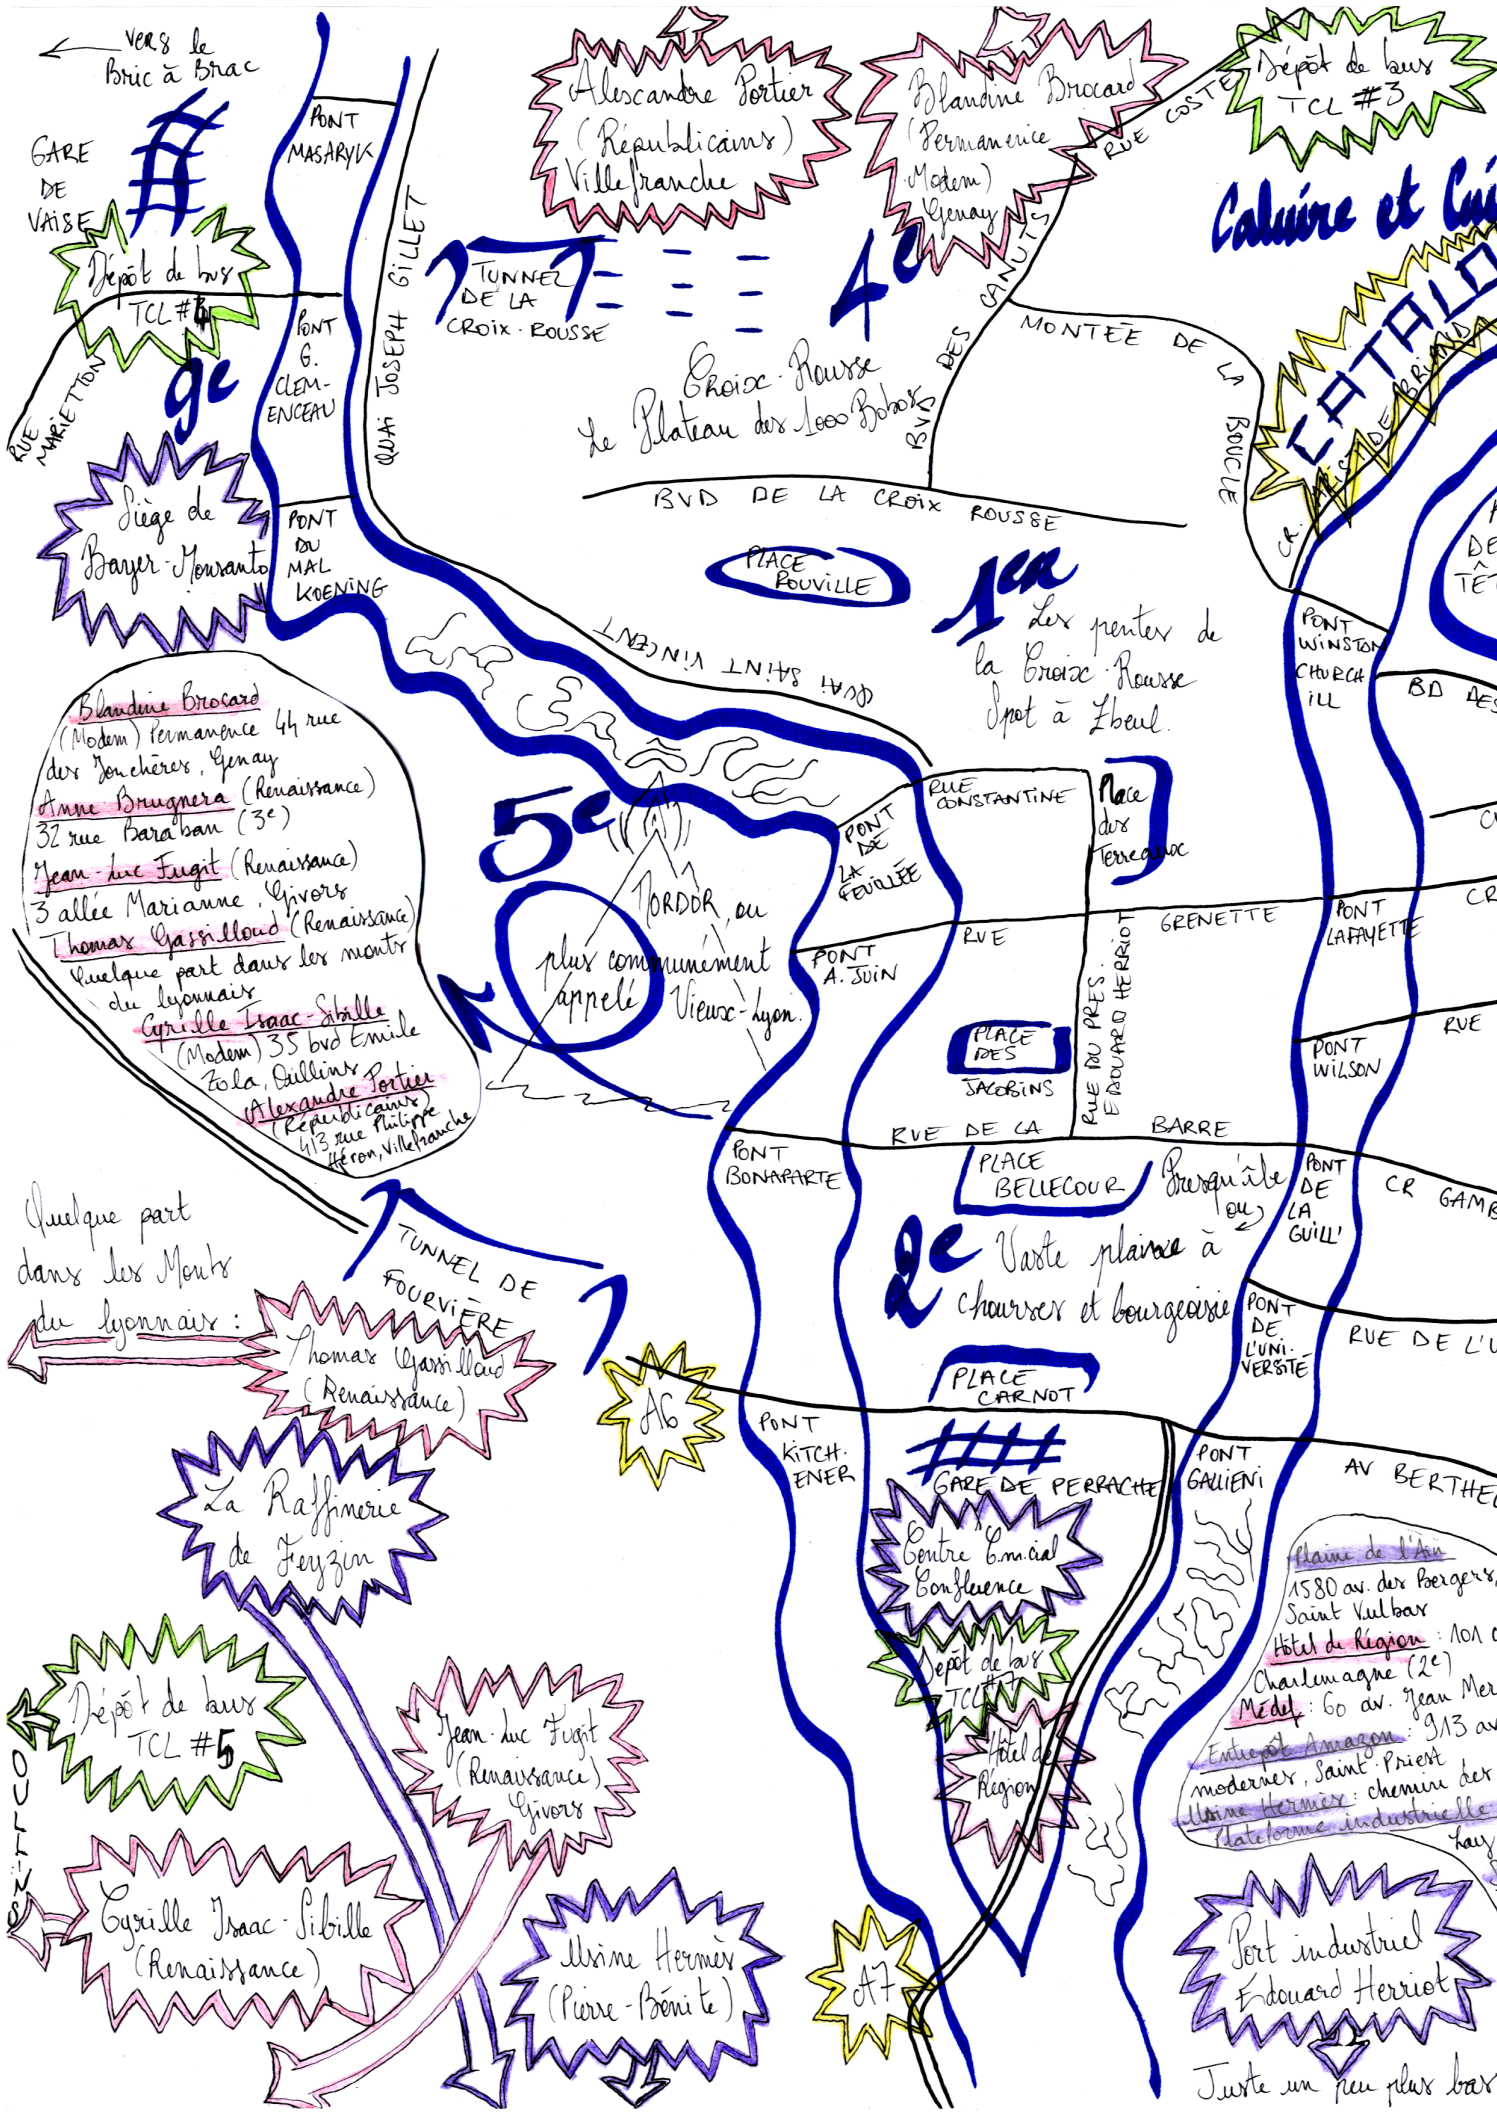 vers le
Bric à Brac
GARE
DE
VAISE
Dépôt de bus
TCL #4
RUE
MARIETTON
9e
PONT
MASARYK
PONT
G.
CLEM-
ENCEAU
QUAI JOSEPH GILLET
TUNNEL
DE LA
CROIX-ROUSSE
Alexandre Portier
(Républicains)
Villefranche
Blandine Brocard
(Permanence
Modem)
Genay
4e
RUE COSTE
Dépôt de bus
TCL #3
Caluire et Cui
CATALO
CR. ARISTIDE BRIAND
BVD DES CANUTS
MONTÉE DE LA BOUCLE
Croix-Rousse
Le Plateau des 1000 Bobos
BVD DE LA CROIX ROUSSE
Siège de
Bayer-Monsanto
PONT
DU
MAL
KOENING
PLACE
ROUVILLE
1er
Les pentes de
la Croix-Rousse
Spot à Zbeul.
QUAI SAINT VINCENT
DE
TÊT
PONT
WINSTON
CHURCH
ILL
BD DES
Blandine Brocard
(Modem) Permanence 44 rue
des Jonchères, Genay
Anne Brugnera (Renaissance)
32 rue Baraban (3e)
Jean-Luc Fugit (Renaissance)
3 allée Marianne, Givors
Thomas Gassilloud (Renaissance)
Quelque part dans les monts
du lyonnais
Cyrille Isaac-Sibille
(Modem) 35 bvd Emile
Zola, Oullins
Alexandre Portier
(Républicains)
413 rue Philippe
Héron, Villefranche
5e
MORDOR, ou
plus communément
appelé Vieux-Lyon.
PONT
DE
LA
FEUILLÉE
RUE
CONSTANTINE
Place
des
Terreaux
PONT
A. JUIN
RUE GRENETTE
PONT
LAFAYETTE
CR
PLACE
DES
JACOBINS
RUE DU PRES.
EDOUARD HERRIOT
PONT
WILSON
RUE
PONT
BONAPARTE
RUE DE LA BARRE
PLACE
BELLECOUR
Presqu'île
ou
2e
Vaste plaine à
chourses et bourgeoisie
PONT
DE
LA
GUILL'
CR GAMB
PONT
DE
L'UNI-
VERSITÉ
RUE DE L'U
Quelque part
dans les Monts
du lyonnais :
TUNNEL DE
FOURVIÈRE
Thomas Gassilloud
(Renaissance)
A6
PLACE
CARNOT
PONT
KITCH-
ENER
GARE DE PERRACHE
PONT
GALLIENI
AV BERTHE
La Raffinerie
de Feyzin
Centre Cm.cial
Confluence
Dépôt de bus
TCL #7
Hôtel de
Région
Plaine de l'Ain
1580 av. des Bergers,
Saint Vulbas
Hôtel de Région : 101 c
Charlemagne (2e)
Médef : 60 av. Jean Mer
Entrepôt Amazon : 913 av
modernes, Saint-Priest
Usine Hermès : chemin des
Plateforme industrielle
Dépôt de bus
TCL #5
Jean-Luc Fugit
(Renaissance)
Givors
Cyrille Isaac-Sibille
(Renaissance)
Usine Hermès
(Pierre-Bénite)
A7
Port industriel
Edouard Herriot
Juste un peu plus bas